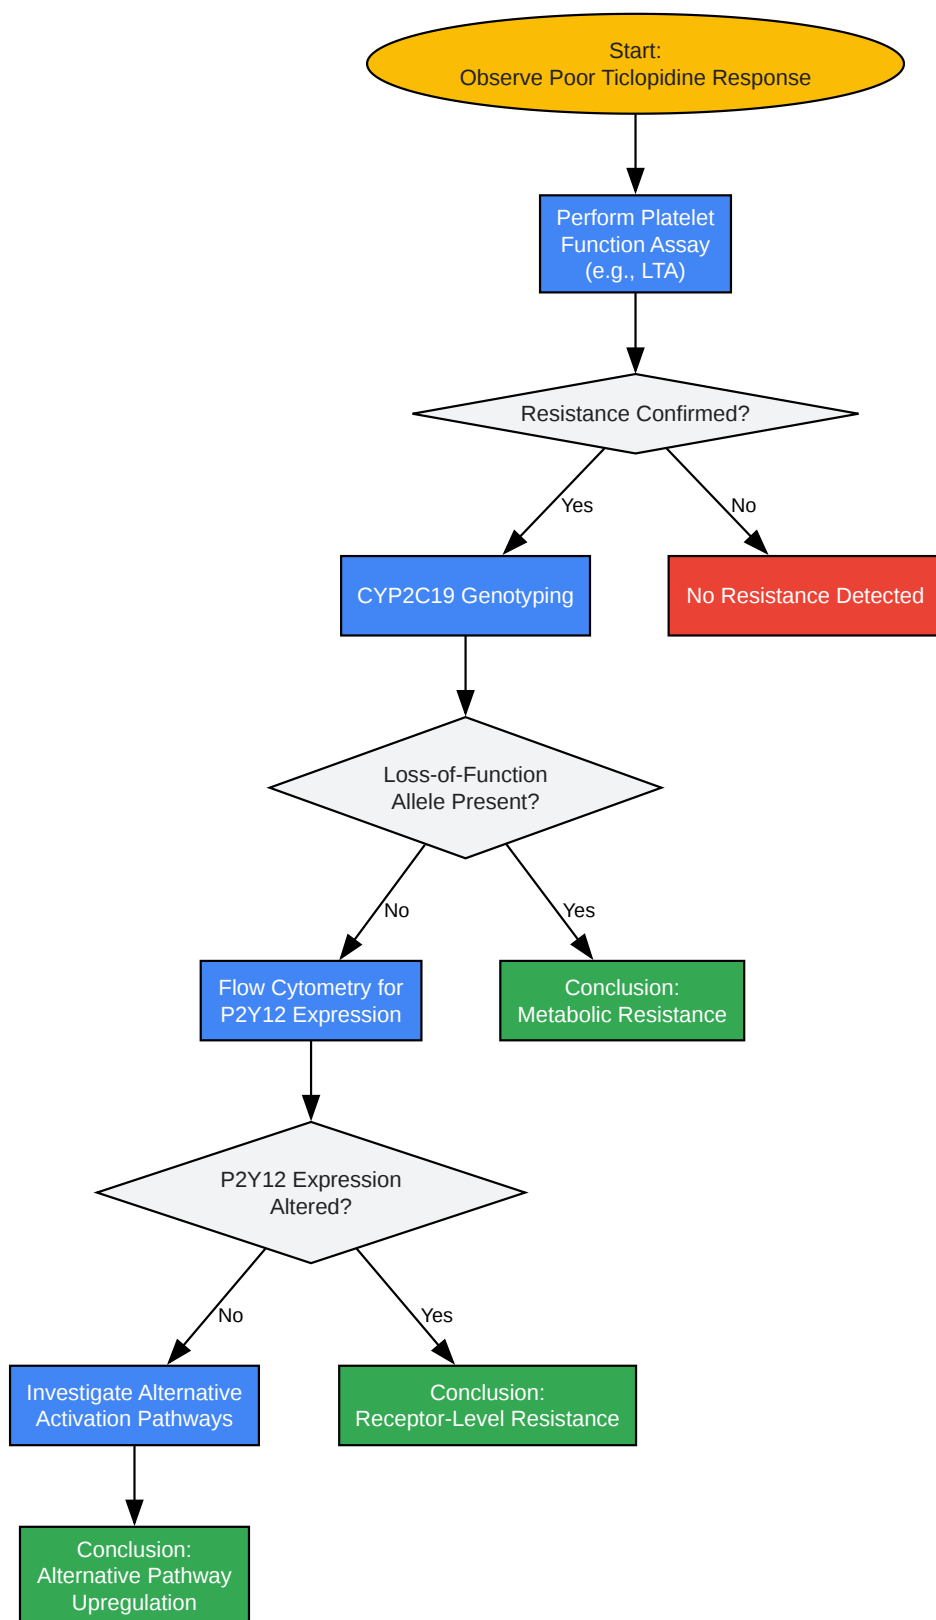 Start:
Observe Poor Ticlopidine Response
Perform Platelet
Function Assay
(e.g., LTA)
Resistance Confirmed?
Yes
No
CYP2C19 Genotyping
No Resistance Detected
Loss-of-Function
Allele Present?
No
Yes
Flow Cytometry for
P2Y12 Expression
Conclusion:
Metabolic Resistance
P2Y12 Expression
Altered?
No
Yes
Investigate Alternative
Activation Pathways
Conclusion:
Receptor-Level Resistance
Conclusion:
Alternative Pathway
Upregulation